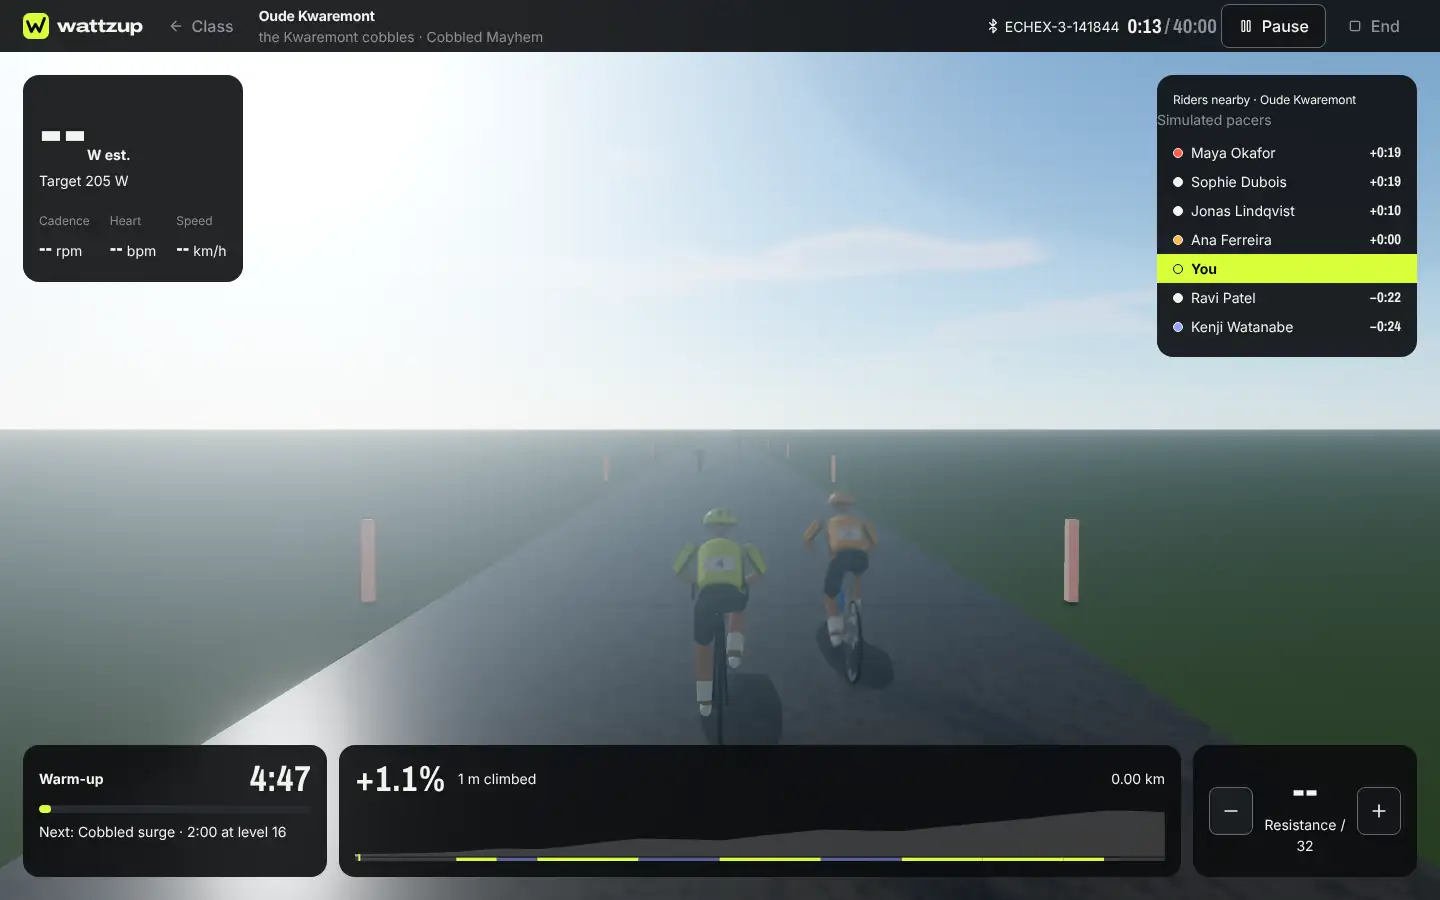 wattzup
Class
Oude Kwaremont
the Kwaremont cobbles · Cobbled Mayhem
ECHEX-3-141844
0:13 / 40:00
Pause
End
-- W est.
Target 205 W
Cadence Heart Speed
-- rpm -- bpm -- km/h
Riders nearby · Oude Kwaremont
Simulated pacers
Maya Okafor +0:19
Sophie Dubois +0:19
Jonas Lindqvist +0:10
Ana Ferreira +0:00
You
Ravi Patel −0:22
Kenji Watanabe −0:24
Warm-up 4:47
Next: Cobbled surge · 2:00 at level 16
+1.1% 1 m climbed 0.00 km
−
--
+
Resistance /
32